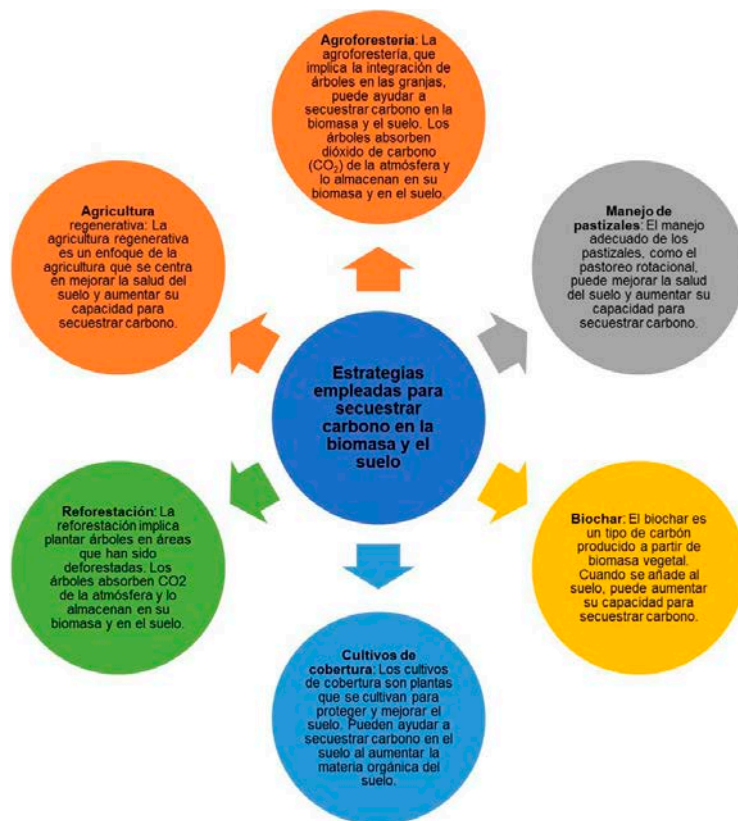 Agroforestería: La
agroforestería, que
implica la integración de
árboles en las granjas,
puede ayudar a
secuestrar carbono en la
biomasa y el suelo. Los
árboles absorben
dióxido de carbono
(CO₂) de la atmósfera y
lo almacenan en su
biomasa y en el suelo.
Manejo de
pastizales: El manejo
adecuado de los
pastizales, como el
pastoreo rotacional,
puede mejorar la salud
del suelo y aumentar su
capacidad para
secuestrar carbono.
Biochar: El biochar es
un tipo de carbón
producido a partir de
biomasa vegetal.
Cuando se añade al
suelo, puede aumentar
su capacidad para
secuestrar carbono.
Cultivos de
cobertura: Los cultivos
de cobertura son plantas
que se cultivan para
proteger y mejorar el
suelo. Pueden ayudar a
secuestrar carbono en el
suelo al aumentar la
materia orgánica del
suelo.
Reforestación: La
reforestación implica
plantar árboles en áreas
que han sido
deforestadas. Los
árboles absorben CO2
de la atmósfera y lo
almacenan en su
biomasa y en el suelo.
Agricultura
regenerativa: La
agricultura regenerativa
es un enfoque de la
agricultura que se centra
en mejorar la salud del
suelo y aumentar su
capacidad para
secuestrar carbono.
Estrategias
empleadas para
secuestrar
carbono en la
biomasa y el
suelo